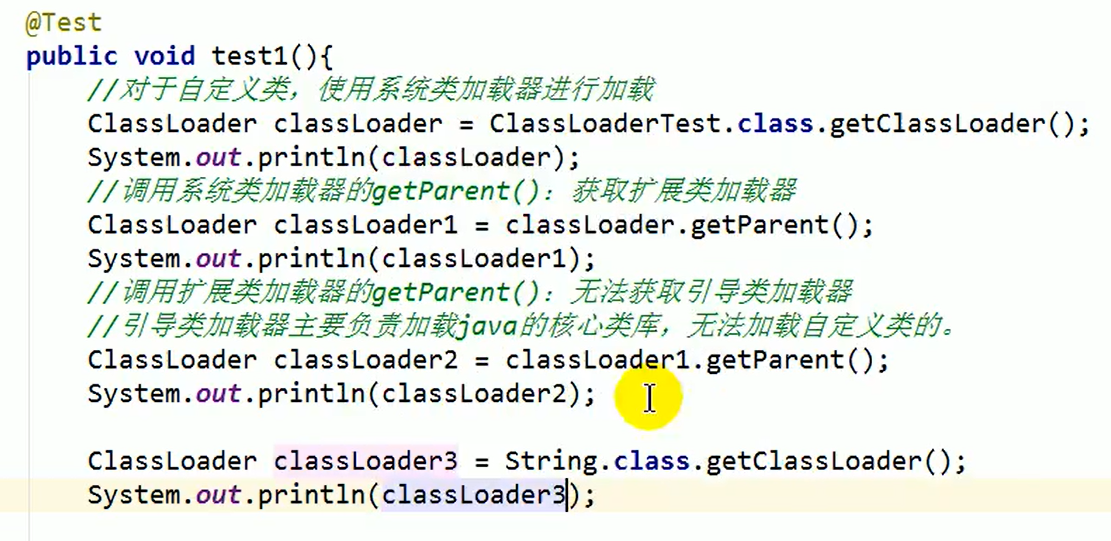 @Test
public void test1(){
//对于自定义类，使用系统类加载器进行加载
ClassLoader classLoader = ClassLoaderTest.class.getClassLoader();
System.out.println(classLoader);
//调用系统类加载器的getParent()：获取扩展类加载器
ClassLoader classLoader1 = classLoader.getParent();
System.out.println(classLoader1);
//调用扩展类加载器的getParent()：无法获取引导类加载器
//引导类加载器主要负责加载java的核心类库，无法加载自定义类的。
ClassLoader classLoader2 = classLoader1.getParent();
System.out.println(classLoader2);
ClassLoader classLoader3 = String.class.getClassLoader();
System.out.println(classLoader3);